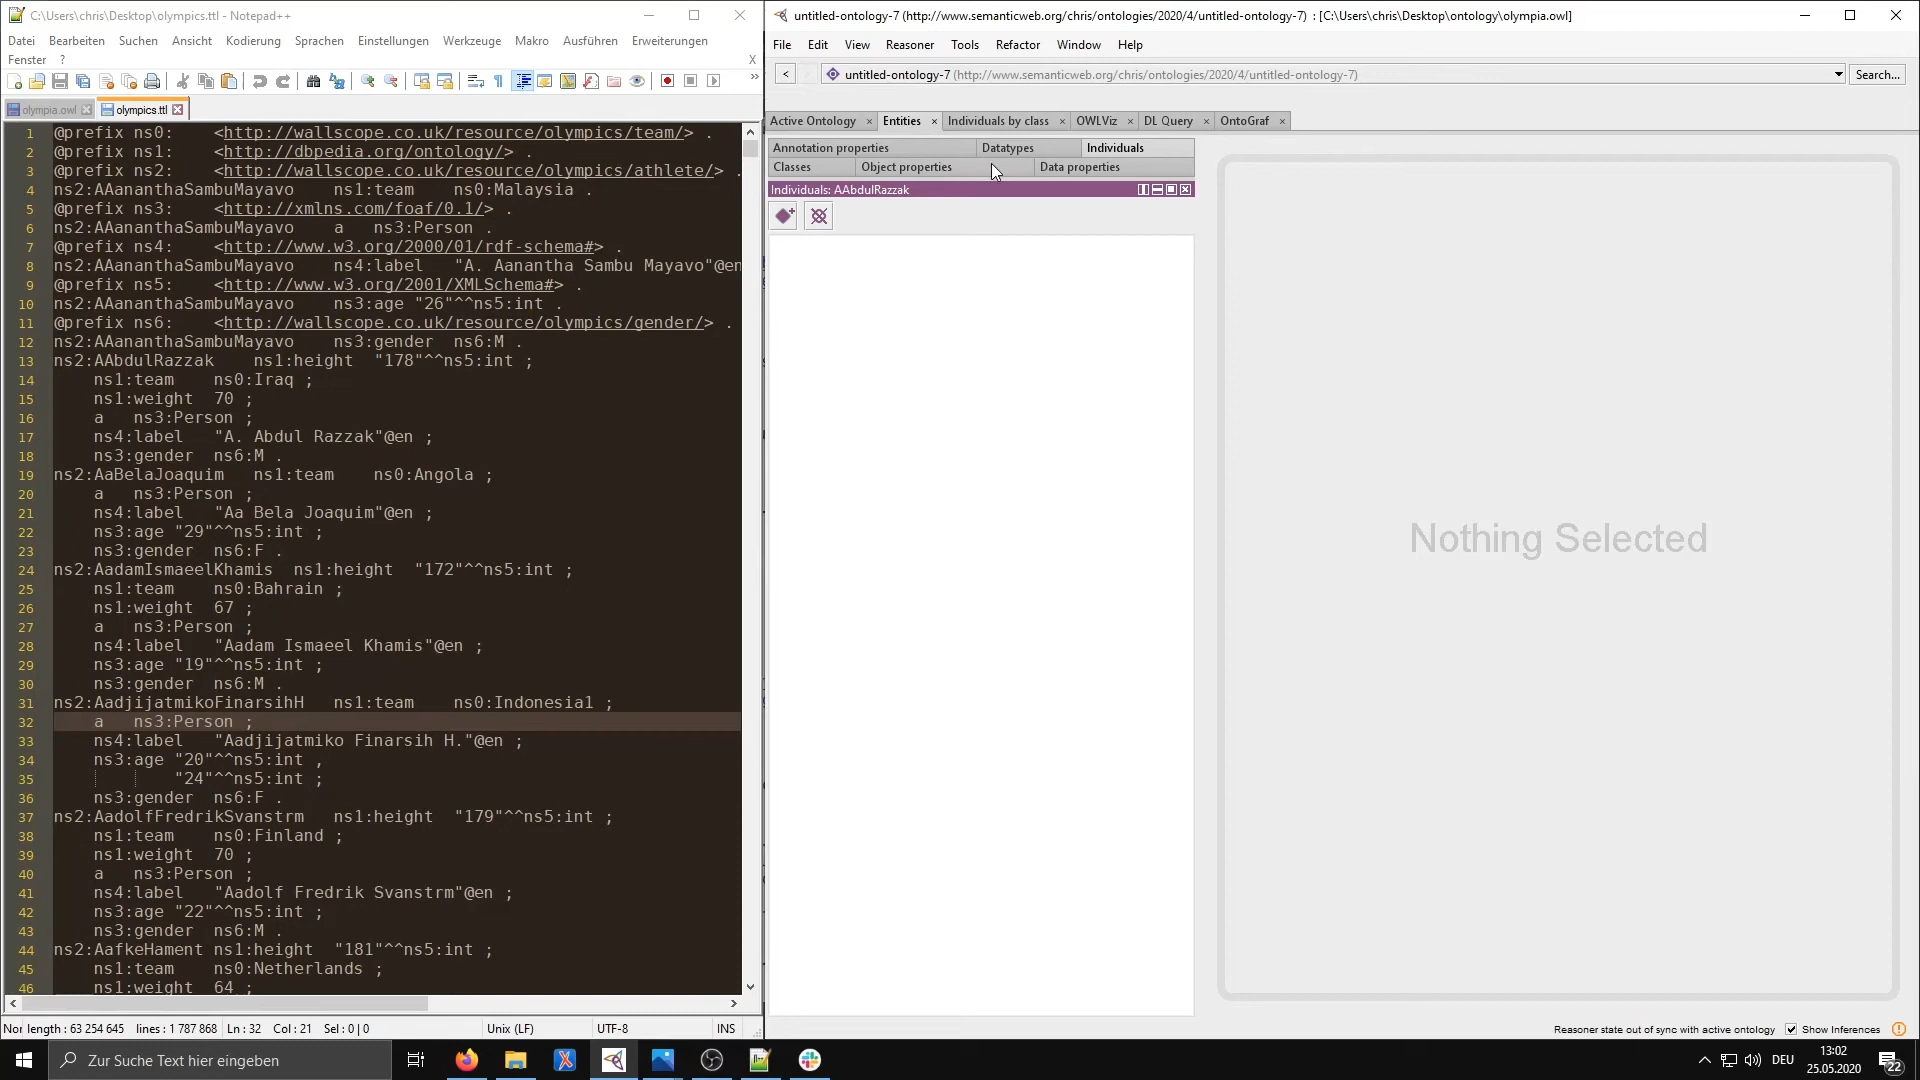 C:\Users\chris\Desktop\olympics.ttl - Notepad++
Datei Bearbeiten Suchen Ansicht Kodierung Sprachen Einstellungen Werkzeuge Makro Ausführen Erweiterungen
Fenster ? X
olympia.owl olympics.ttl
1 @prefix ns0: <http://wallscope.co.uk/resource/olympics/team/> .
2 @prefix ns1: <http://dbpedia.org/ontology/> .
3 @prefix ns2: <http://wallscope.co.uk/resource/olympics/athlete/> .
4 ns2:AAananthaSambuMayavo ns1:team ns0:Malaysia .
5 @prefix ns3: <http://xmlns.com/foaf/0.1/> .
6 ns2:AAananthaSambuMayavo a ns3:Person .
7 @prefix ns4: <http://www.w3.org/2000/01/rdf-schema#> .
8 ns2:AAananthaSambuMayavo ns4:label "A. Aanantha Sambu Mayavo"@en
9 @prefix ns5: <http://www.w3.org/2001/XMLSchema#> .
10 ns2:AAananthaSambuMayavo ns3:age "26"^^ns5:int .
11 @prefix ns6: <http://wallscope.co.uk/resource/olympics/gender/> .
12 ns2:AAananthaSambuMayavo ns3:gender ns6:M .
13 ns2:AAbdulRazzak ns1:height "178"^^ns5:int ;
14 ns1:team ns0:Iraq ;
15 ns1:weight 70 ;
16 a ns3:Person ;
17 ns4:label "A. Abdul Razzak"@en ;
18 ns3:gender ns6:M .
19 ns2:AaBelaJoaquim ns1:team ns0:Angola ;
20 a ns3:Person ;
21 ns4:label "Aa Bela Joaquim"@en ;
22 ns3:age "29"^^ns5:int ;
23 ns3:gender ns6:F .
24 ns2:AadamIsmaeelKhamis ns1:height "172"^^ns5:int ;
25 ns1:team ns0:Bahrain ;
26 ns1:weight 67 ;
27 a ns3:Person ;
28 ns4:label "Aadam Ismaeel Khamis"@en ;
29 ns3:age "19"^^ns5:int ;
30 ns3:gender ns6:M .
31 ns2:AadjijatmikoFinarsihH ns1:team ns0:Indonesia1 ;
32 a ns3:Person ;
33 ns4:label "Aadjijatmiko Finarsih H."@en ;
34 ns3:age "20"^^ns5:int ,
35 "24"^^ns5:int ;
36 ns3:gender ns6:F .
37 ns2:AadolfFredrikSvanstrm ns1:height "179"^^ns5:int ;
38 ns1:team ns0:Finland ;
39 ns1:weight 70 ;
40 a ns3:Person ;
41 ns4:label "Aadolf Fredrik Svanstrm"@en ;
42 ns3:age "22"^^ns5:int ;
43 ns3:gender ns6:M .
44 ns2:AafkeHament ns1:height "181"^^ns5:int ;
45 ns1:team ns0:Netherlands ;
46 ns1:weight 64 ;
Nor length : 63 254 645 lines : 1 787 868 Ln : 32 Col : 21 Sel : 0 | 0 Unix (LF) UTF-8 INS
untitled-ontology-7 (http://www.semanticweb.org/chris/ontologies/2020/4/untitled-ontology-7) : [C:\Users\chris\Desktop\ontology\olympia.owl]
File Edit View Reasoner Tools Refactor Window Help
< untitled-ontology-7 (http://www.semanticweb.org/chris/ontologies/2020/4/untitled-ontology-7) Search...
Active Ontology Entities Individuals by class OWLViz DL Query OntoGraf
Annotation properties Datatypes Individuals
Classes Object properties Data properties
Individuals: AAbdulRazzak
Nothing Selected
Reasoner state out of sync with active ontology Show Inferences
Zur Suche Text hier eingeben
DEU
13:02
25.05.2020
22